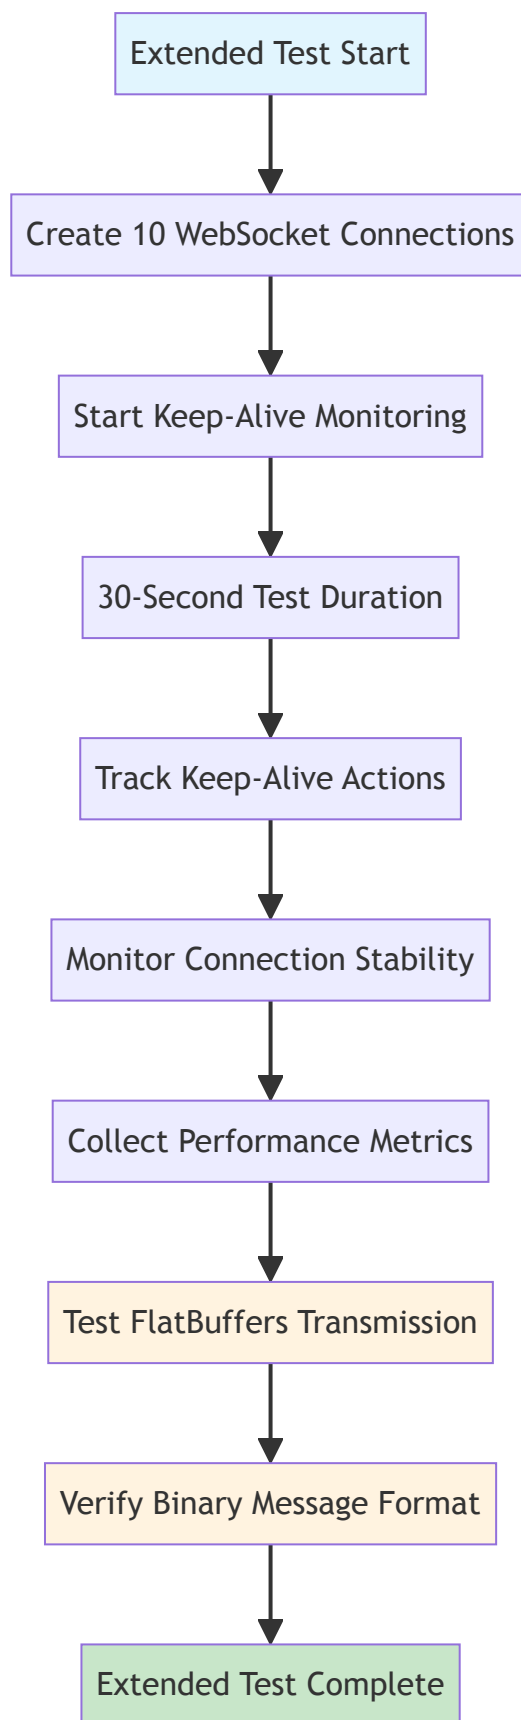 Extended Test Start
Create 10 WebSocket Connections
Start Keep-Alive Monitoring
30-Second Test Duration
Track Keep-Alive Actions
Monitor Connection Stability
Collect Performance Metrics
Test FlatBuffers Transmission
Verify Binary Message Format
Extended Test Complete